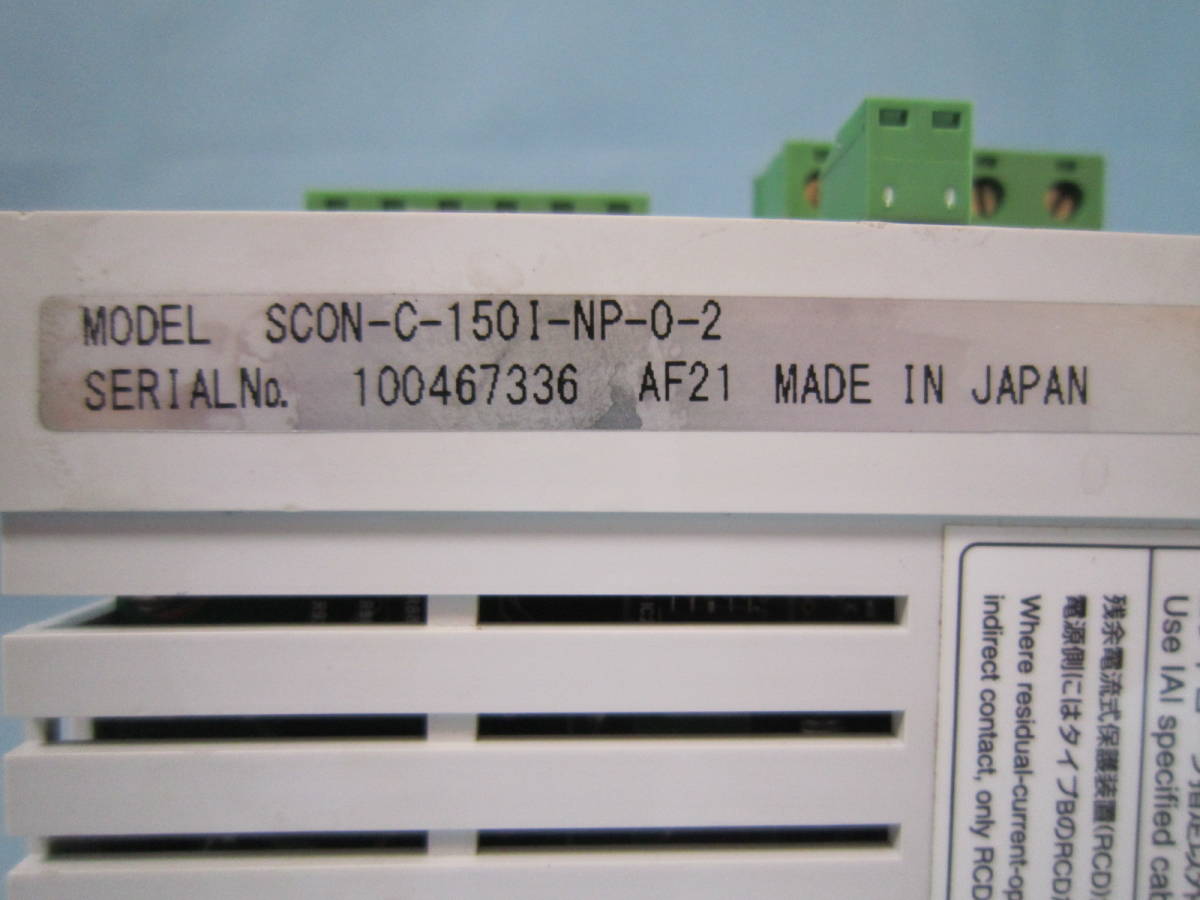 MODEL SCON-C-150I-NP-0-2
SERIALNo. 100467336 AF21 MADE IN JAPAN
Use IAI specified
残余電流式保護装置(RCD)
電源側にはタイプBのRCD
Where residual-current-op
indirect contact, only RCD